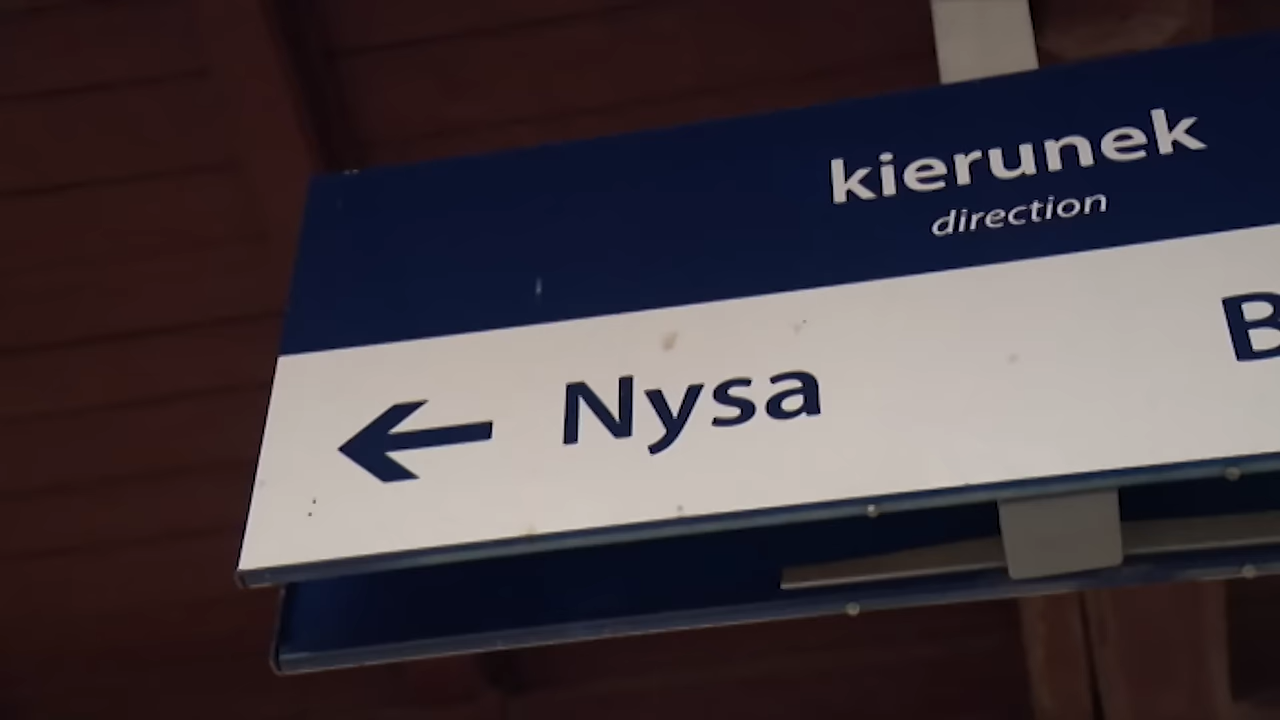 kierunek
direction
← Nysa B